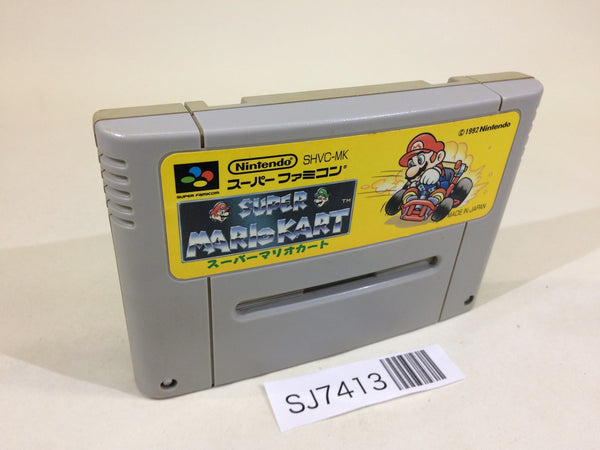 SUPER FAMICOM
Nintendo SHVC-MK
スーパーファミコン
SUPER
MARIO KART TM
スーパーマリオカート
© 1992 Nintendo
MADE IN JAPAN
SJ7413